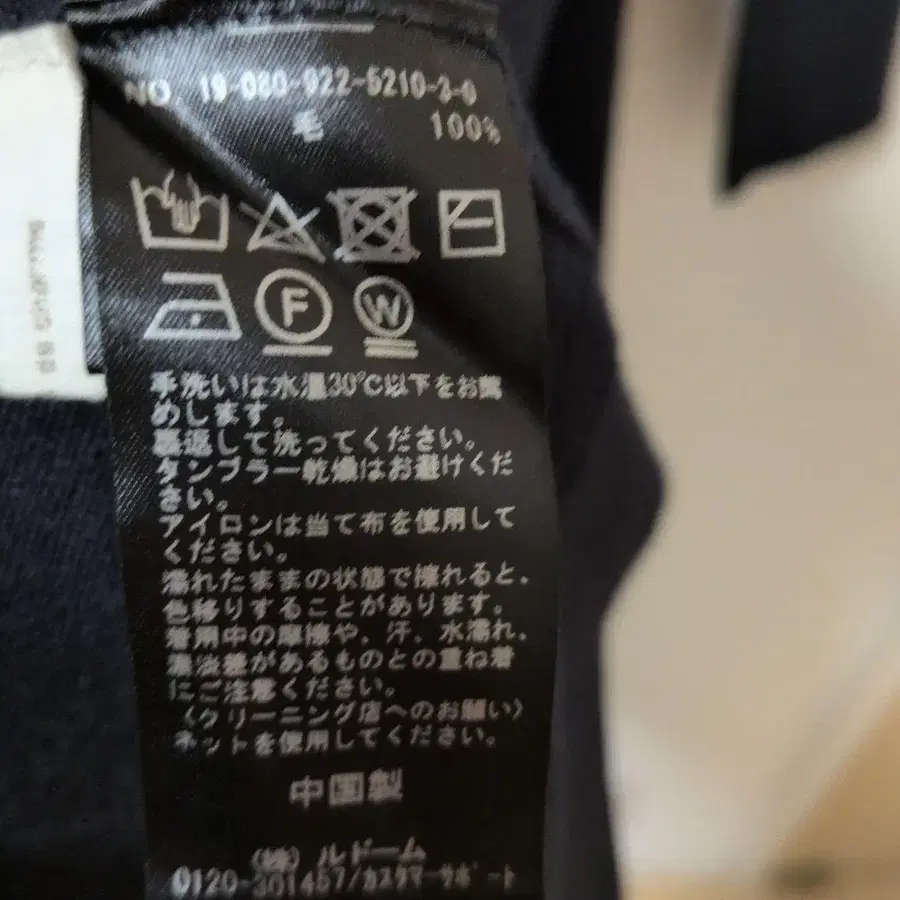 NO. 19-080-922-5210-3-0
毛 100%
F W
手洗いは水温30℃以下をお薦
めします。
裏返して洗ってください。
タンブラー乾燥はお避けくだ
さい。
アイロンは当て布を使用して
ください。
濡れたままの状態で擦れると、
色移りすることがあります。
着用中の摩擦や、汗、水濡れ、
濃淡差があるものとの重ね着
にご注意ください。
〈クリーニング店へのお願い〉
ネットを使用してください。
中国製
(株) ルドーム
0120-301457/カスタマーサポート